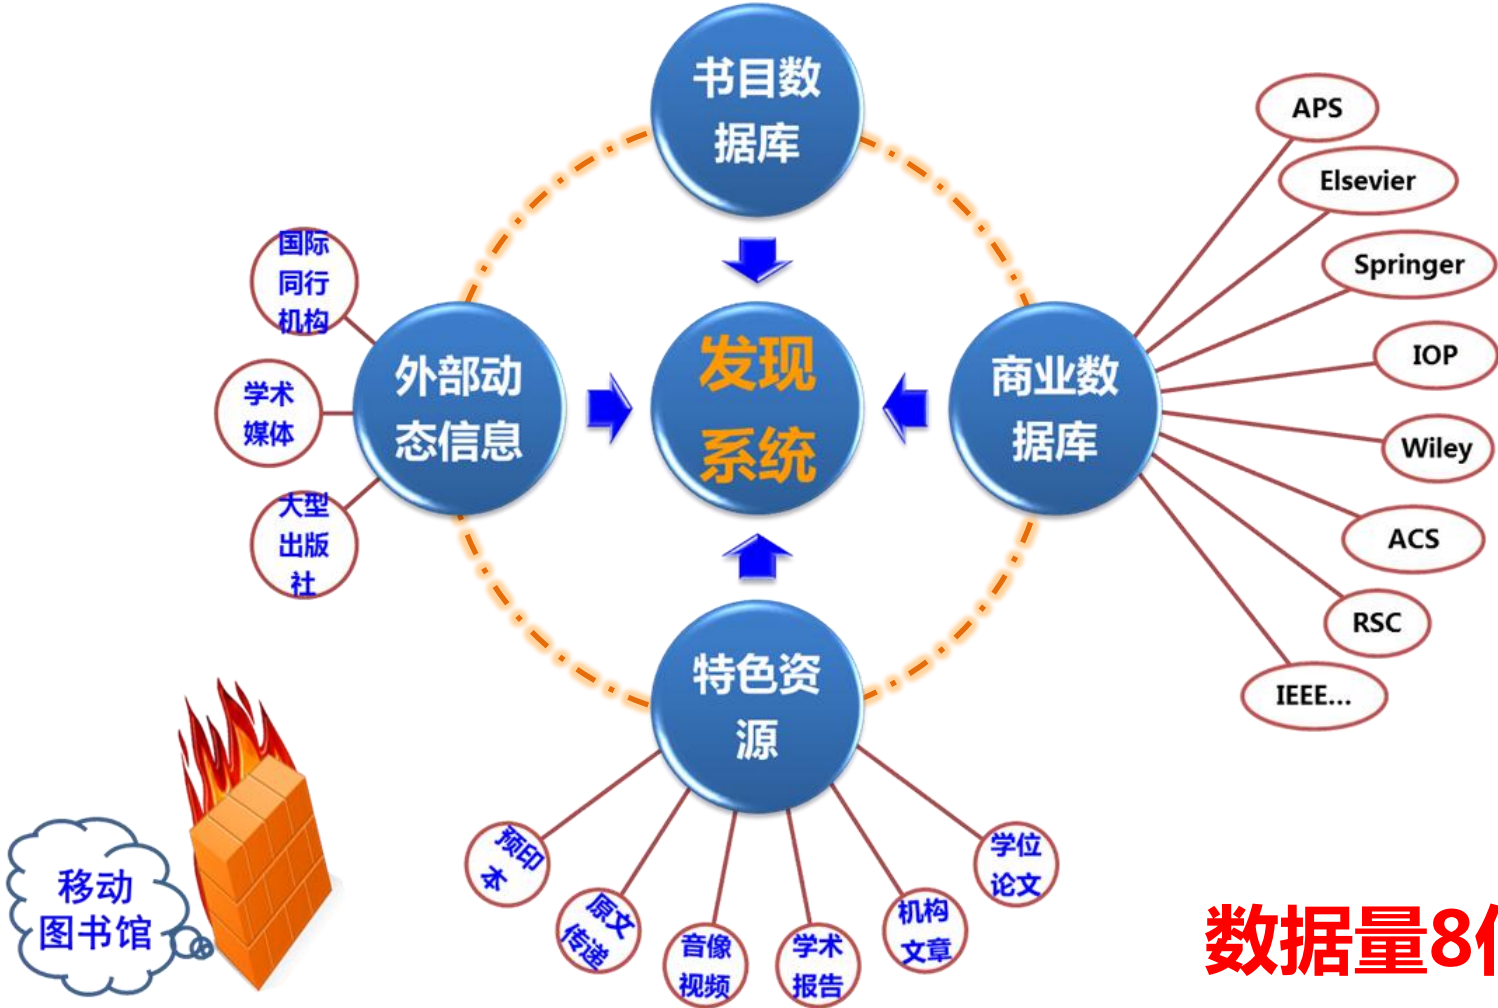 书目数
据库
APS
Elsevier
Springer
IOP
Wiley
ACS
RSC
IEEE...
国际
同行
机构
学术
媒体
大型
出版
社
外部动
态信息
发现
系统
商业数
据库
特色资
源
预印
本
原文
传递
音像
视频
学术
报告
机构
文章
学位
论文
移动
图书馆
数据量8